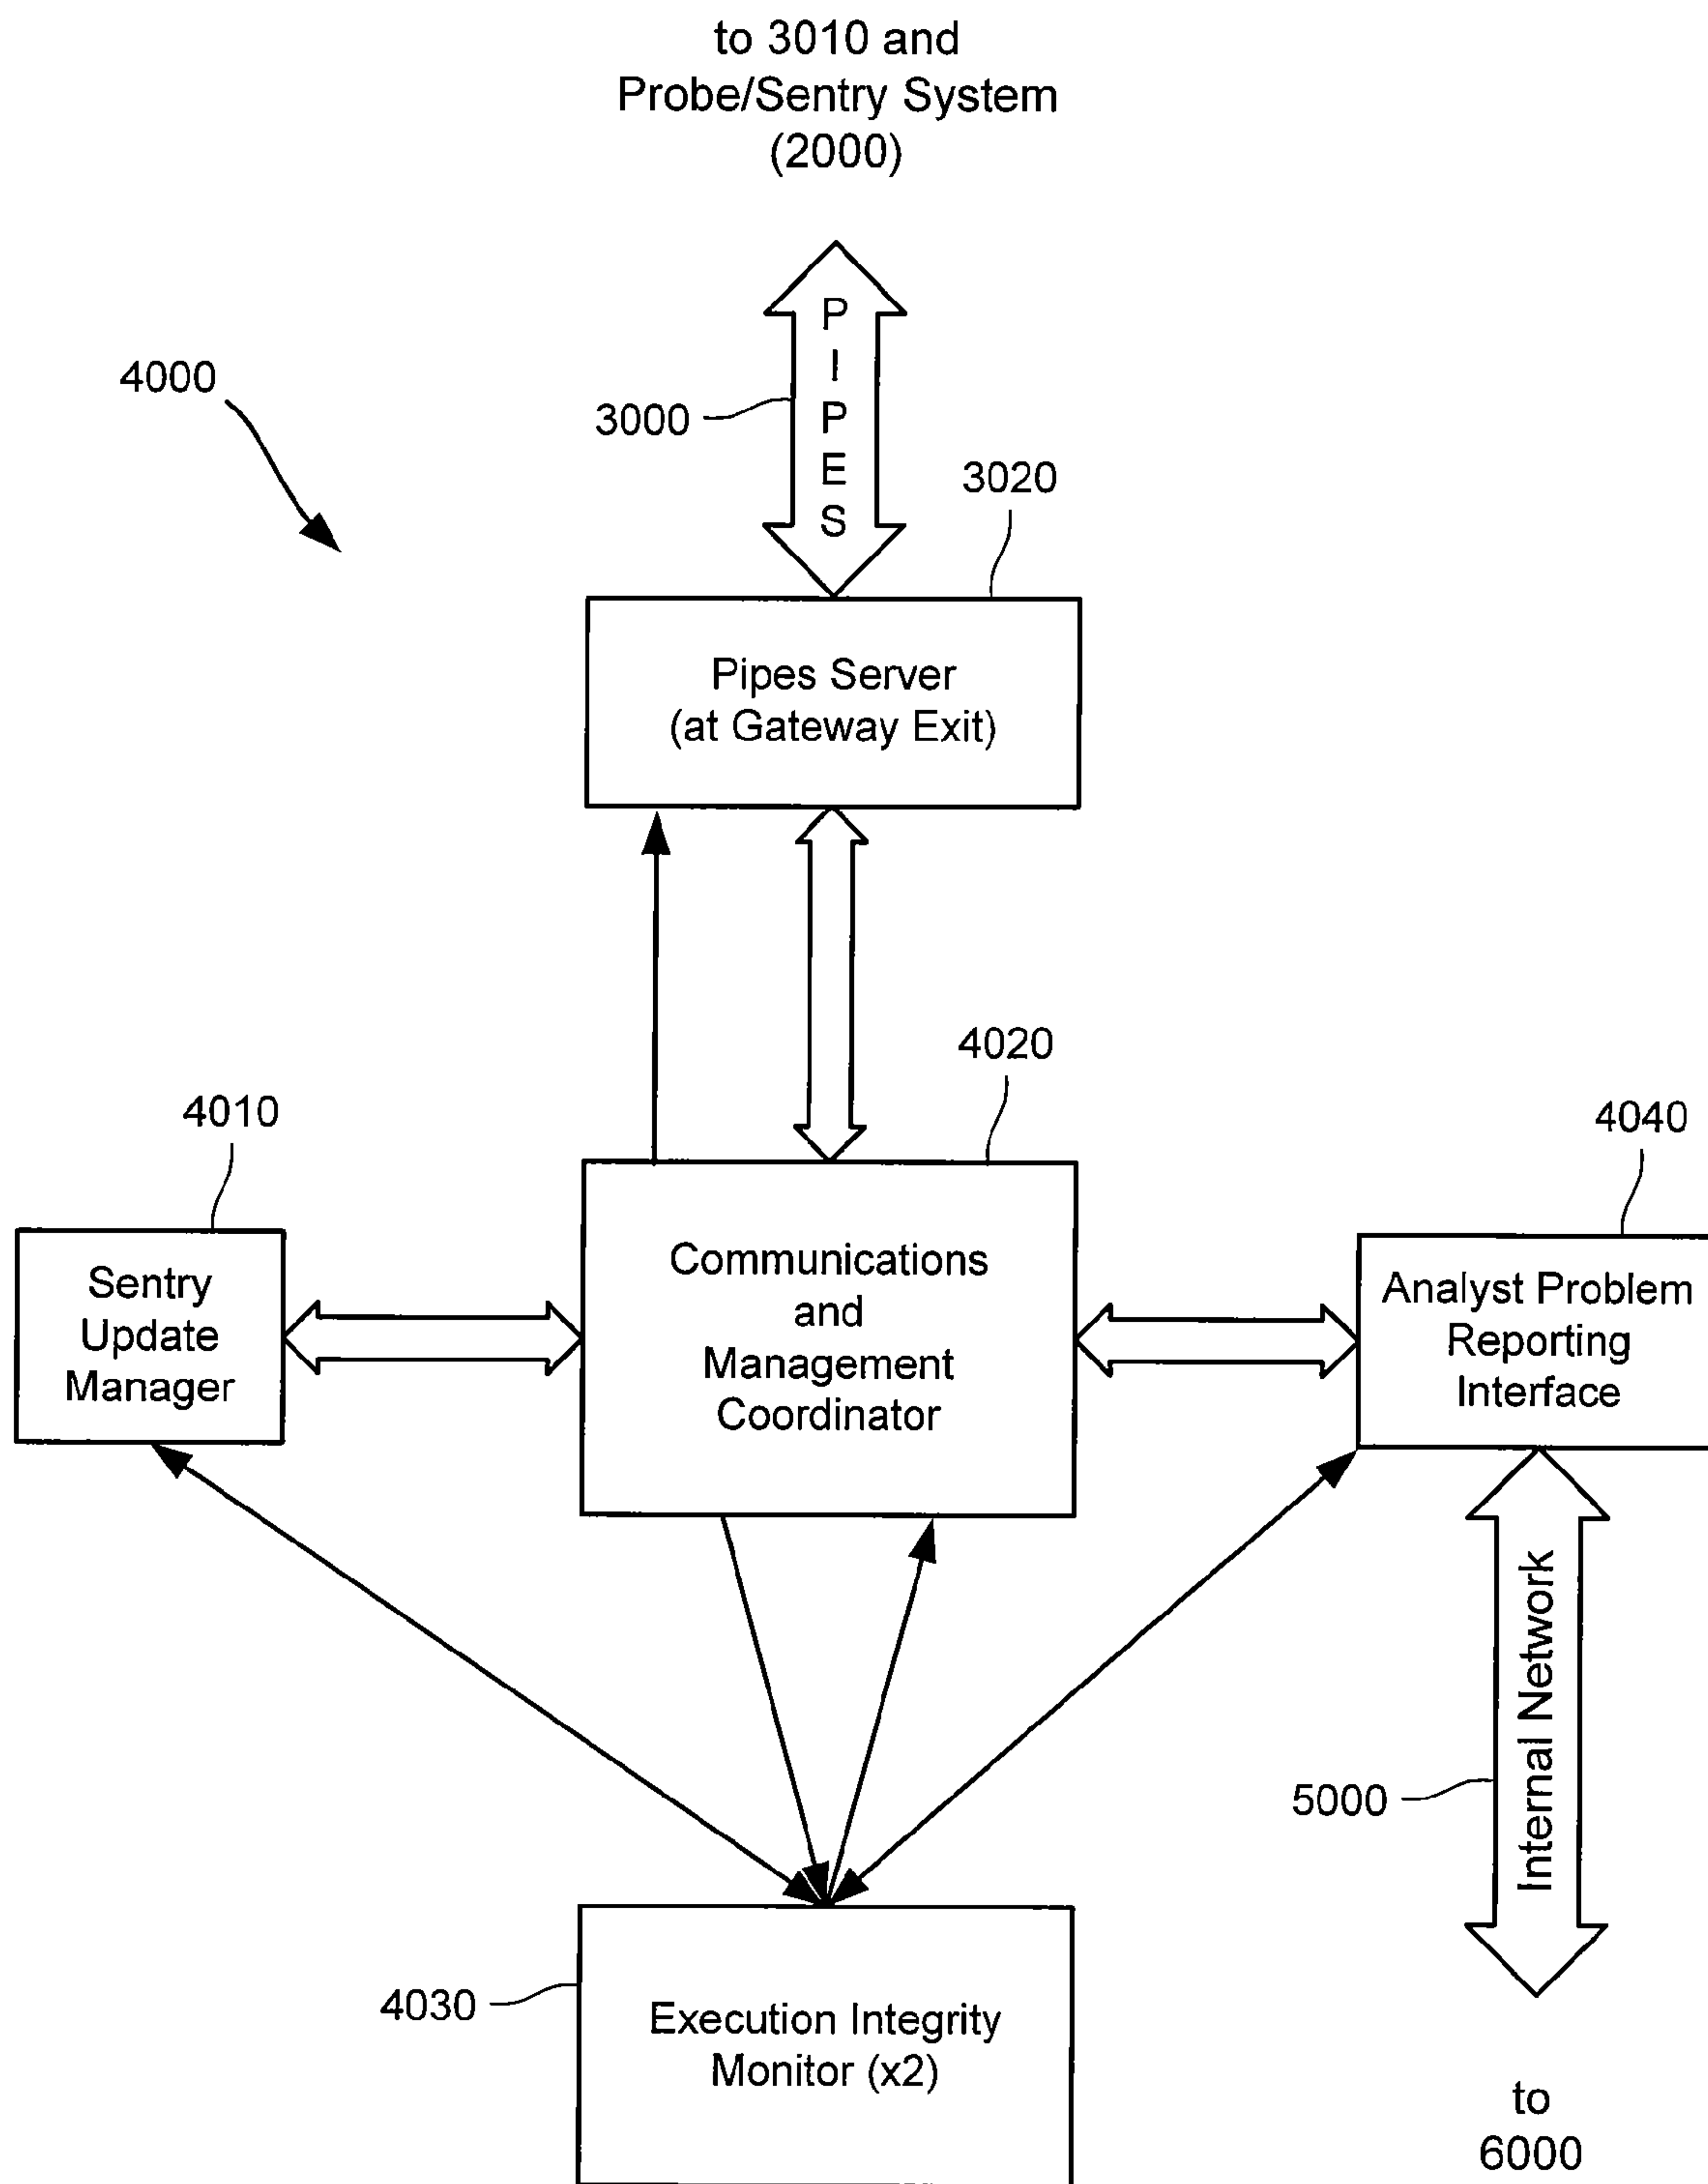 to 3010 and
Probe/Sentry System
(2000)
4000
3000
PIPES
3020
Pipes Server
(at Gateway Exit)
4020
4010
4040
Sentry
Update
Manager
Communications
and
Management
Coordinator
Analyst Problem
Reporting
Interface
5000
Internal Network
4030
Execution Integrity
Monitor (x2)
to
6000